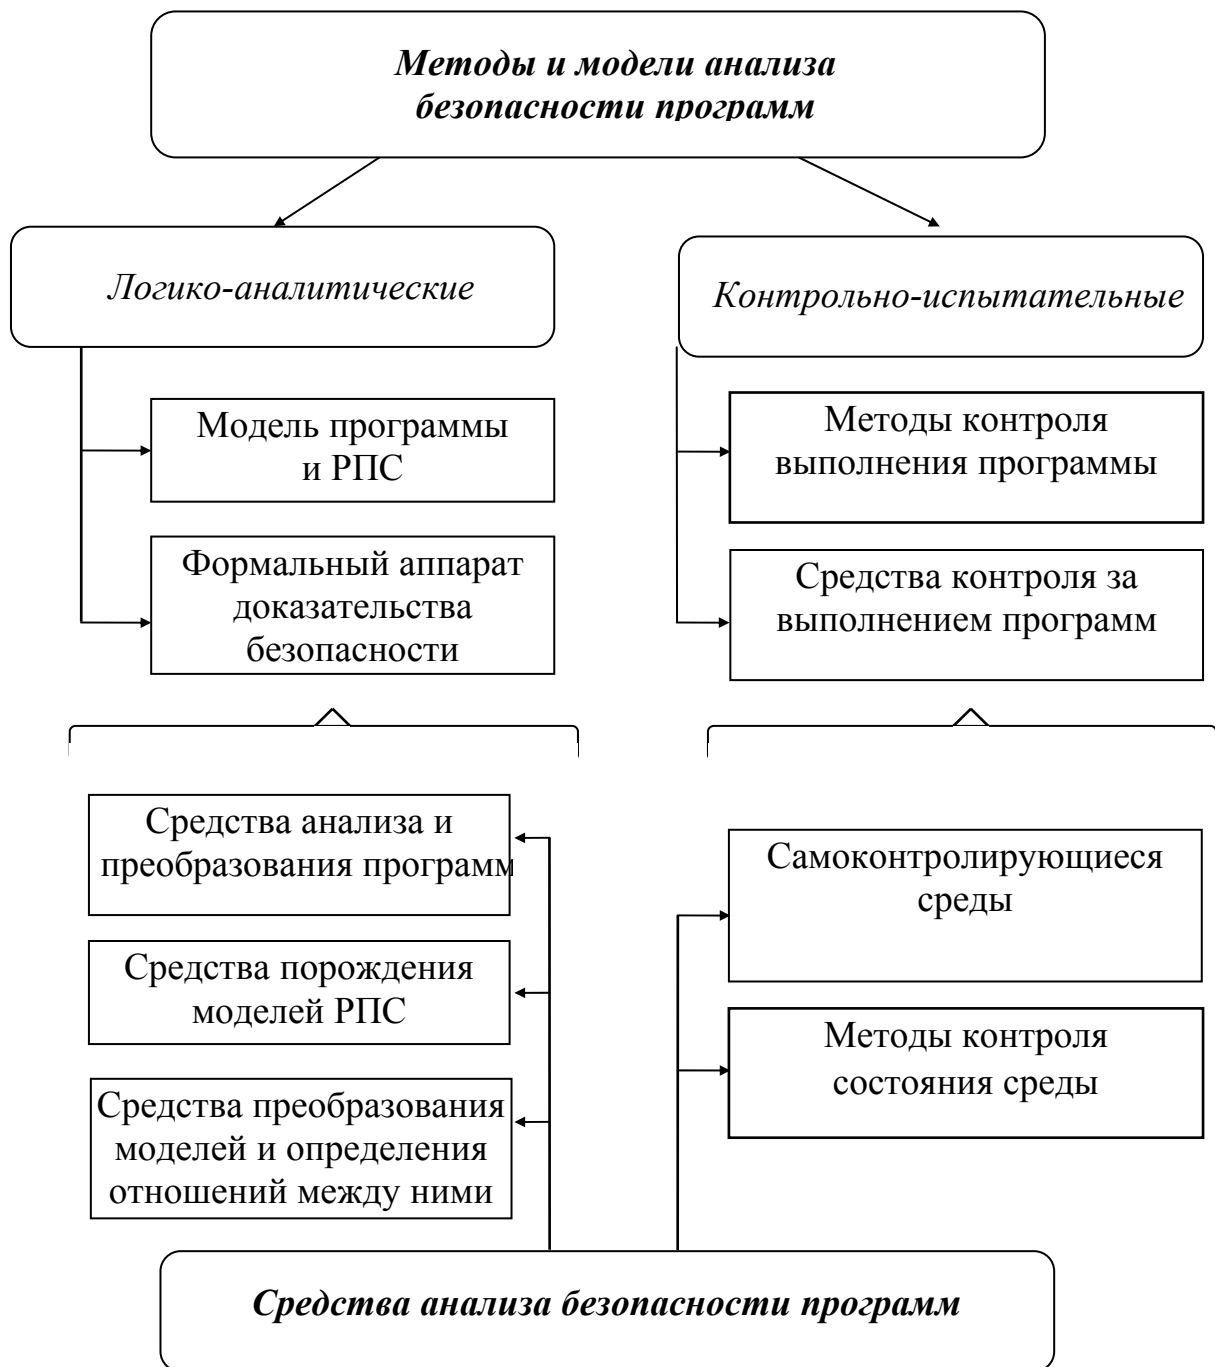 Методы и модели анализа
безопасности программ
Логико-аналитические
Контрольно-испытательные
Модель программы
и РПС
Методы контроля
выполнения программы
Формальный аппарат
доказательства
безопасности
Средства контроля за
выполнением программ
Средства анализа и
преобразования программ
Самоконтролирующиеся
среды
Средства порождения
моделей РПС
Методы контроля
состояния среды
Средства преобразования
моделей и определения
отношений между ними
Средства анализа безопасности программ